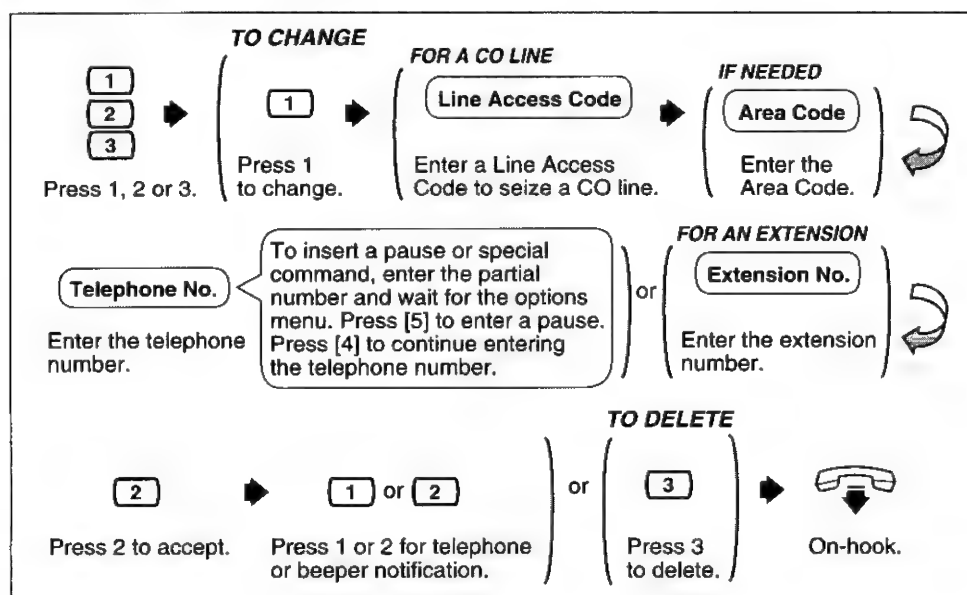 TO CHANGE
FOR A CO LINE
IF NEEDED
1
2
3
1
Line Access Code
Area Code
Press 1, 2 or 3.
Press 1
to change.
Enter a Line Access
Code to seize a CO line.
Enter the
Area Code.
Telephone No.
To insert a pause or special
command, enter the partial
number and wait for the options
menu. Press [5] to enter a pause.
Press [4] to continue entering
the telephone number.
Enter the telephone
number.
or
FOR AN EXTENSION
Extension No.
Enter the extension
number.
2
Press 2 to accept.
1 or 2
Press 1 or 2 for telephone
or beeper notification.
or
TO DELETE
3
Press 3
to delete.
On-hook.